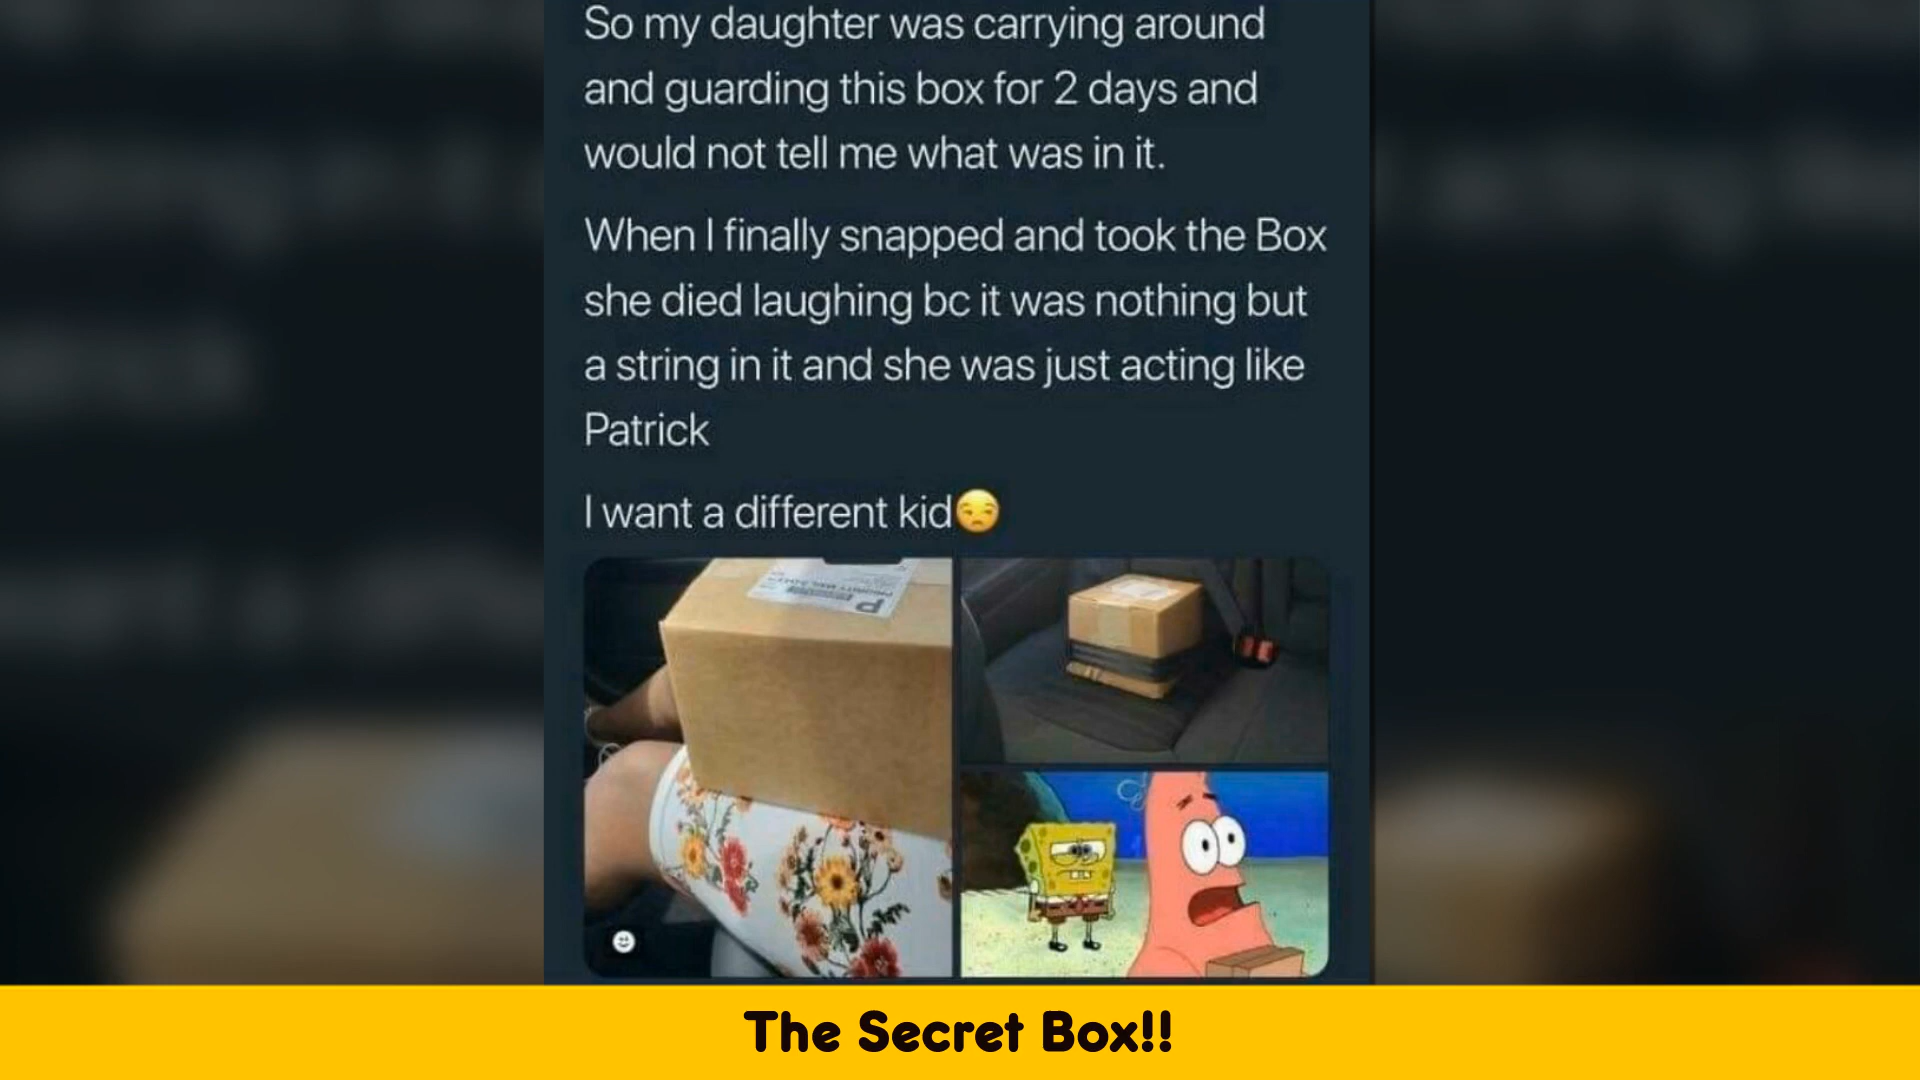 So my daughter was carrying around
and guarding this box for 2 days and
would not tell me what was in it.
When I finally snapped and took the Box
she died laughing bc it was nothing but
a string in it and she was just acting like
Patrick
I want a different kid😒
P
The Secret Box!!